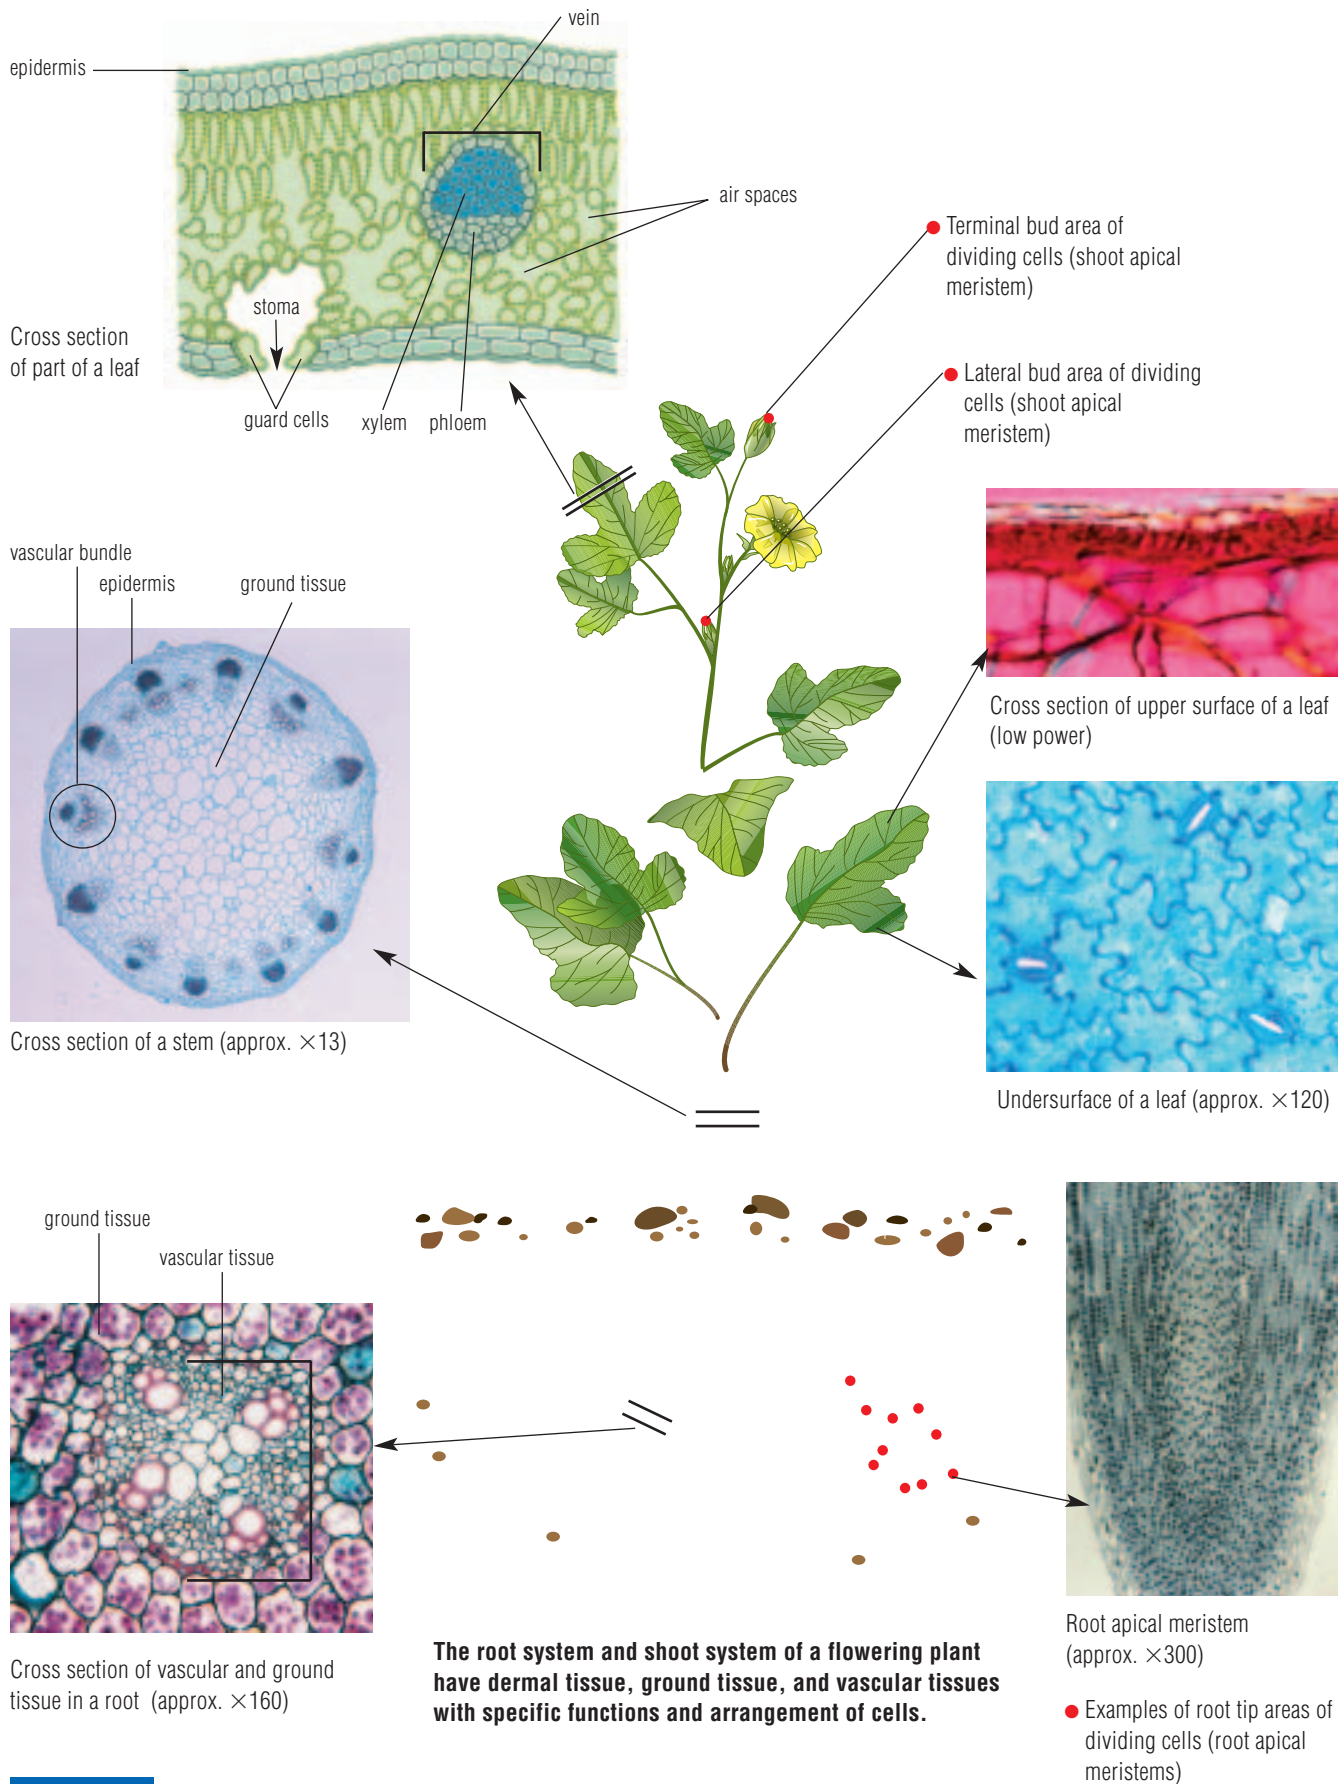 vein
epidermis
air spaces
Terminal bud area of
dividing cells (shoot apical
meristem)
stoma
Cross section
of part of a leaf
guard cells
xylem
phloem
Lateral bud area of dividing
cells (shoot apical
meristem)
vascular bundle
epidermis
ground tissue
Cross section of upper surface of a leaf
(low power)
Cross section of a stem (approx. ×13)
Undersurface of a leaf (approx. ×120)
ground tissue
vascular tissue
Cross section of vascular and ground
tissue in a root (approx. ×160)
The root system and shoot system of a flowering plant
have dermal tissue, ground tissue, and vascular tissues
with specific functions and arrangement of cells.
Root apical meristem
(approx. ×300)
Examples of root tip areas of
dividing cells (root apical
meristems)